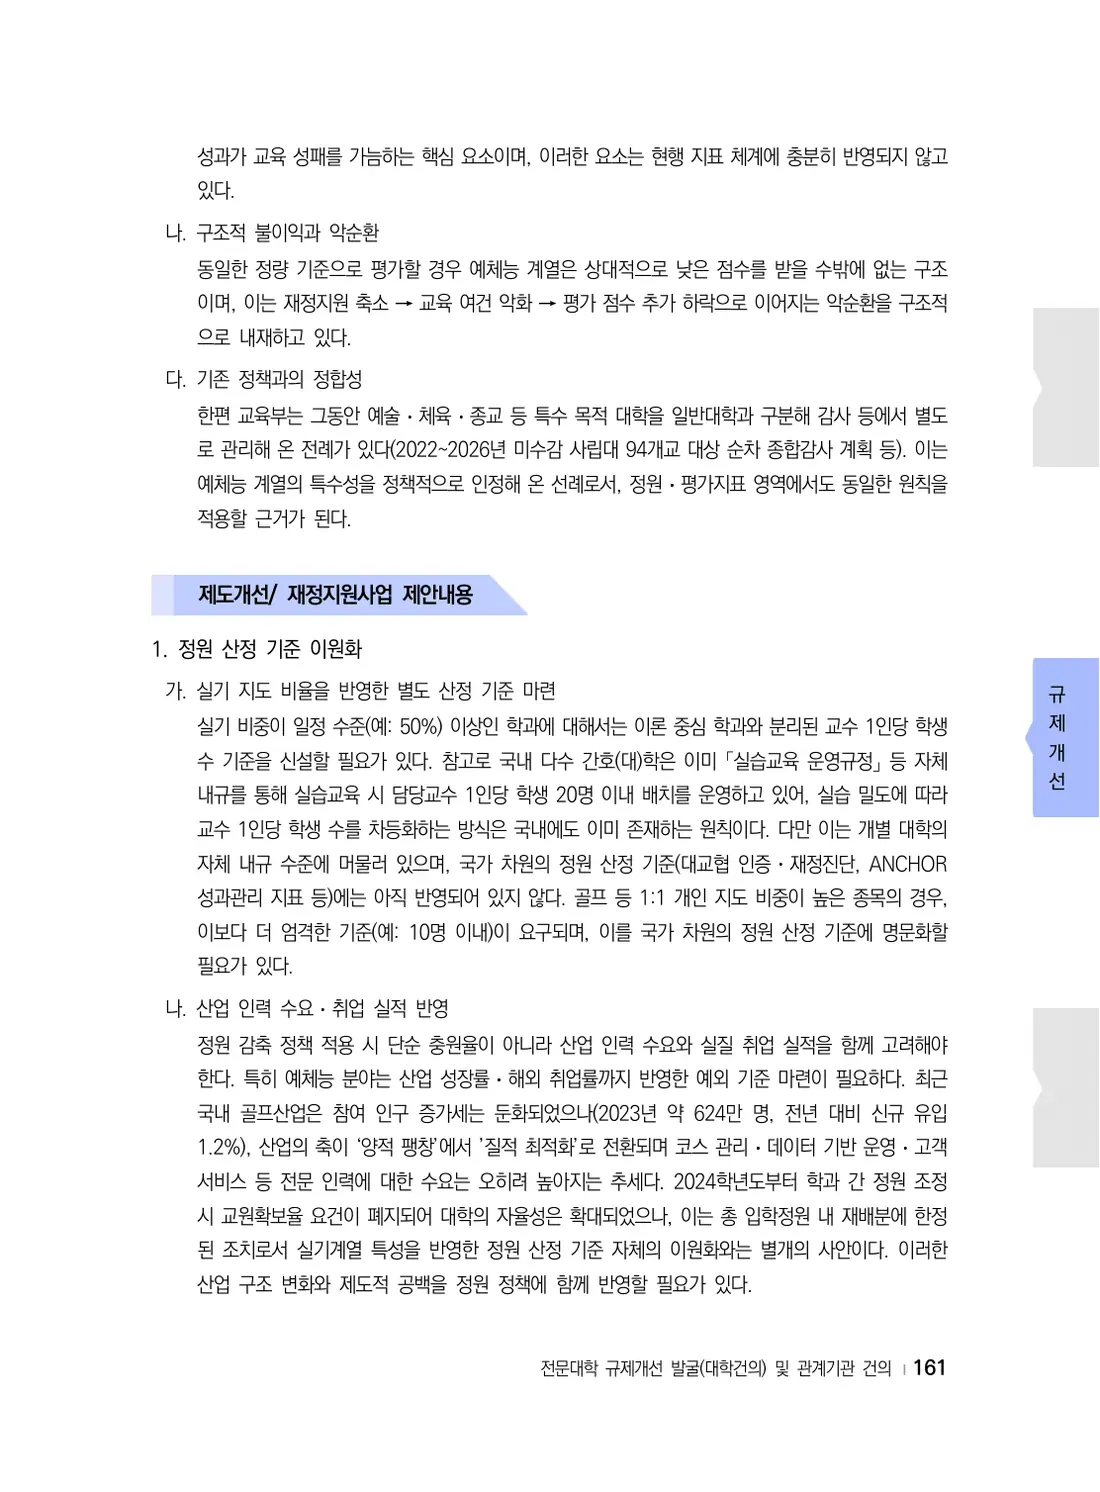 성과가 교육 성패를 가늠하는 핵심 요소이며, 이러한 요소는 현행 지표 체계에 충분히 반영되지 않고
있다.
나. 구조적 불이익과 악순환
동일한 정량 기준으로 평가할 경우 예체능 계열은 상대적으로 낮은 점수를 받을 수밖에 없는 구조
이며, 이는 재정지원 축소 → 교육 여건 악화 → 평가 점수 추가 하락으로 이어지는 악순환을 구조적
으로 내재하고 있다.
다. 기존 정책과의 정합성
한편 교육부는 그동안 예술·체육·종교 등 특수 목적 대학을 일반대학과 구분해 감사 등에서 별도
로 관리해 온 전례가 있다(2022~2026년 미수감 사립대 94개교 대상 순차 종합감사 계획 등). 이는
예체능 계열의 특수성을 정책적으로 인정해 온 선례로서, 정원·평가지표 영역에서도 동일한 원칙을
적용할 근거가 된다.
제도개선/ 재정지원사업 제안내용
1. 정원 산정 기준 이원화
가. 실기 지도 비율을 반영한 별도 산정 기준 마련
실기 비중이 일정 수준(예: 50%) 이상인 학과에 대해서는 이론 중심 학과와 분리된 교수 1인당 학생
수 기준을 신설할 필요가 있다. 참고로 국내 다수 간호(대)학은 이미 「실습교육 운영규정」 등 자체
내규를 통해 실습교육 시 담당교수 1인당 학생 20명 이내 배치를 운영하고 있어, 실습 밀도에 따라
교수 1인당 학생 수를 차등화하는 방식은 국내에도 이미 존재하는 원칙이다. 다만 이는 개별 대학의
자체 내규 수준에 머물러 있으며, 국가 차원의 정원 산정 기준(대교협 인증·재정진단, ANCHOR
성과관리 지표 등)에는 아직 반영되어 있지 않다. 골프 등 1:1 개인 지도 비중이 높은 종목의 경우,
이보다 더 엄격한 기준(예: 10명 이내)이 요구되며, 이를 국가 차원의 정원 산정 기준에 명문화할
필요가 있다.
나. 산업 인력 수요·취업 실적 반영
정원 감축 정책 적용 시 단순 충원율이 아니라 산업 인력 수요와 실질 취업 실적을 함께 고려해야
한다. 특히 예체능 분야는 산업 성장률·해외 취업률까지 반영한 예외 기준 마련이 필요하다. 최근
국내 골프산업은 참여 인구 증가세는 둔화되었으나(2023년 약 624만 명, 전년 대비 신규 유입
1.2%), 산업의 축이 ‘양적 팽창’에서 ’질적 최적화’로 전환되며 코스 관리·데이터 기반 운영·고객
서비스 등 전문 인력에 대한 수요는 오히려 높아지는 추세다. 2024학년도부터 학과 간 정원 조정
시 교원확보율 요건이 폐지되어 대학의 자율성은 확대되었으나, 이는 총 입학정원 내 재배분에 한정
된 조치로서 실기계열 특성을 반영한 정원 산정 기준 자체의 이원화와는 별개의 사안이다. 이러한
산업 구조 변화와 제도적 공백을 정원 정책에 함께 반영할 필요가 있다.
규
제
개
선
전문대학 규제개선 발굴(대학건의) 및 관계기관 건의 | 161